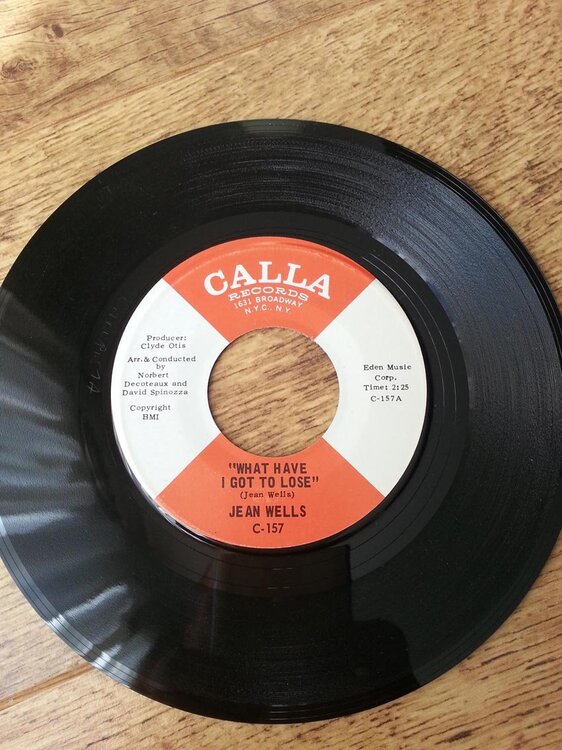 CALLA
RECORDS
1631 BROADWAY
N.Y.C., N.Y.
Producer:
Clyde Otis
Arr. & Conducted
by
Norbert
Decoteaux and
David Spinozza
Copyright
BMI
Eden Music
Corp.
Time: 2:25
C-157A
"WHAT HAVE
I GOT TO LOSE"
(Jean Wells)
JEAN WELLS
C-157